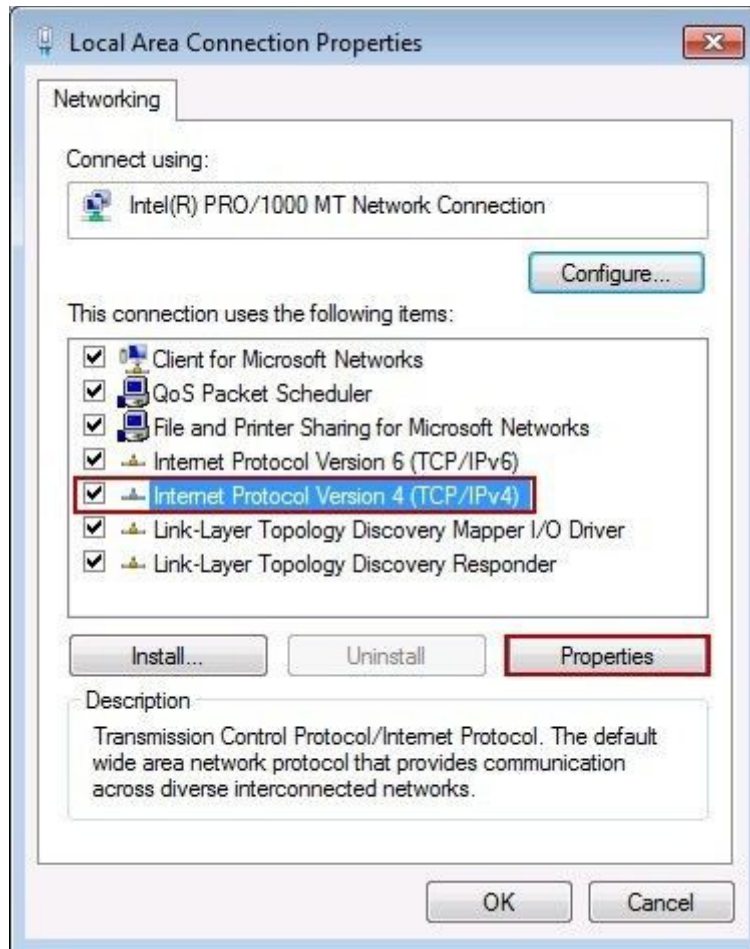 Local Area Connection Properties
Networking
Connect using:
Intel(R) PRO/1000 MT Network Connection
Configure...
This connection uses the following items:
Client for Microsoft Networks
QoS Packet Scheduler
File and Printer Sharing for Microsoft Networks
Internet Protocol Version 6 (TCP/IPv6)
Internet Protocol Version 4 (TCP/IPv4)
Link-Layer Topology Discovery Mapper I/O Driver
Link-Layer Topology Discovery Responder
Install... Uninstall Properties
Description
Transmission Control Protocol/Internet Protocol. The default
wide area network protocol that provides communication
across diverse interconnected networks.
OK Cancel